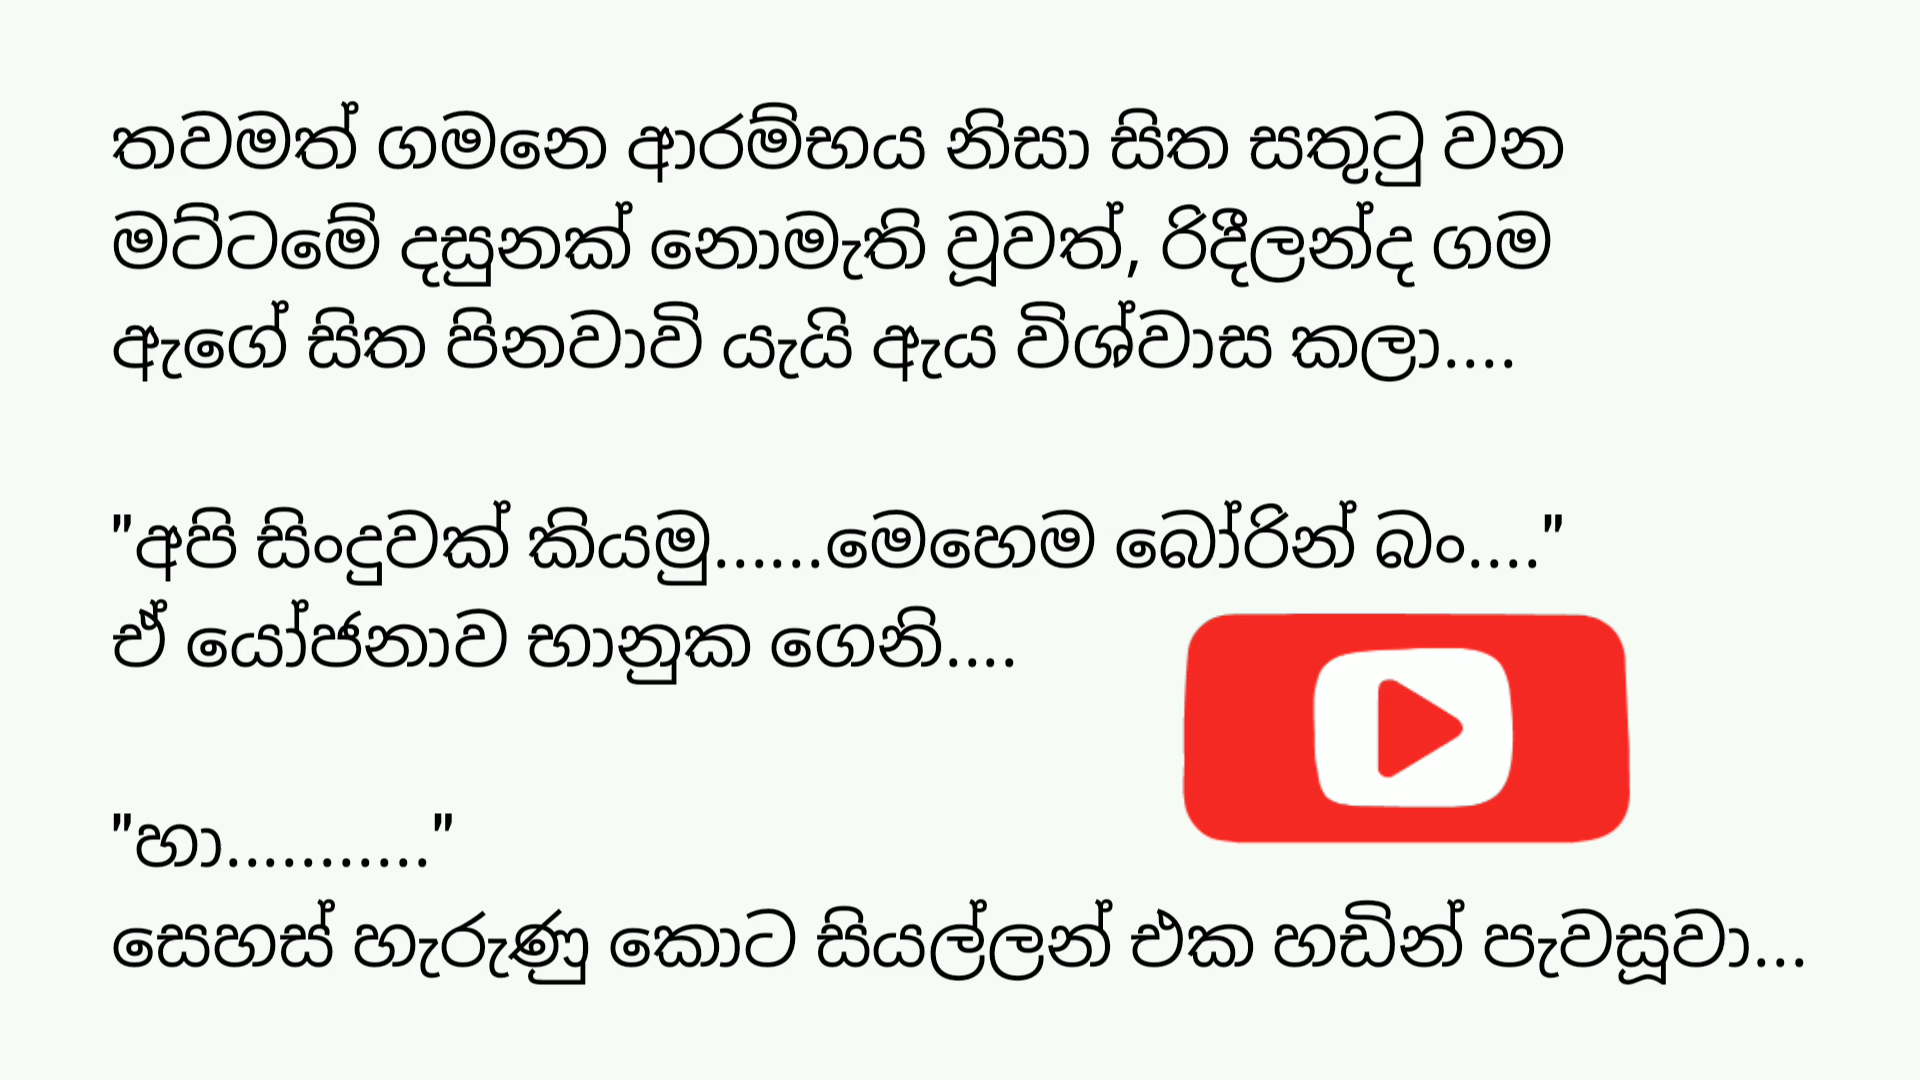 තවමත් ගමනෙ ආරම්භය නිසා සිත සතුටු වන
මට්ටමේ දසුනක් නොමැති වූවත්, රිදීලන්ද ගම
ඇගේ සිත පිනවාවි යැයි ඇය විශ්වාස කලා....
"අපි සිංදුවක් කියමු......මෙහෙම බෝරින් බං...."
ඒ යෝජනාව භානුක ගෙනි....
"හා..........."
සෙහස් හැරුණු කොට සියල්ලන් එක හඩින් පැවසූවා...